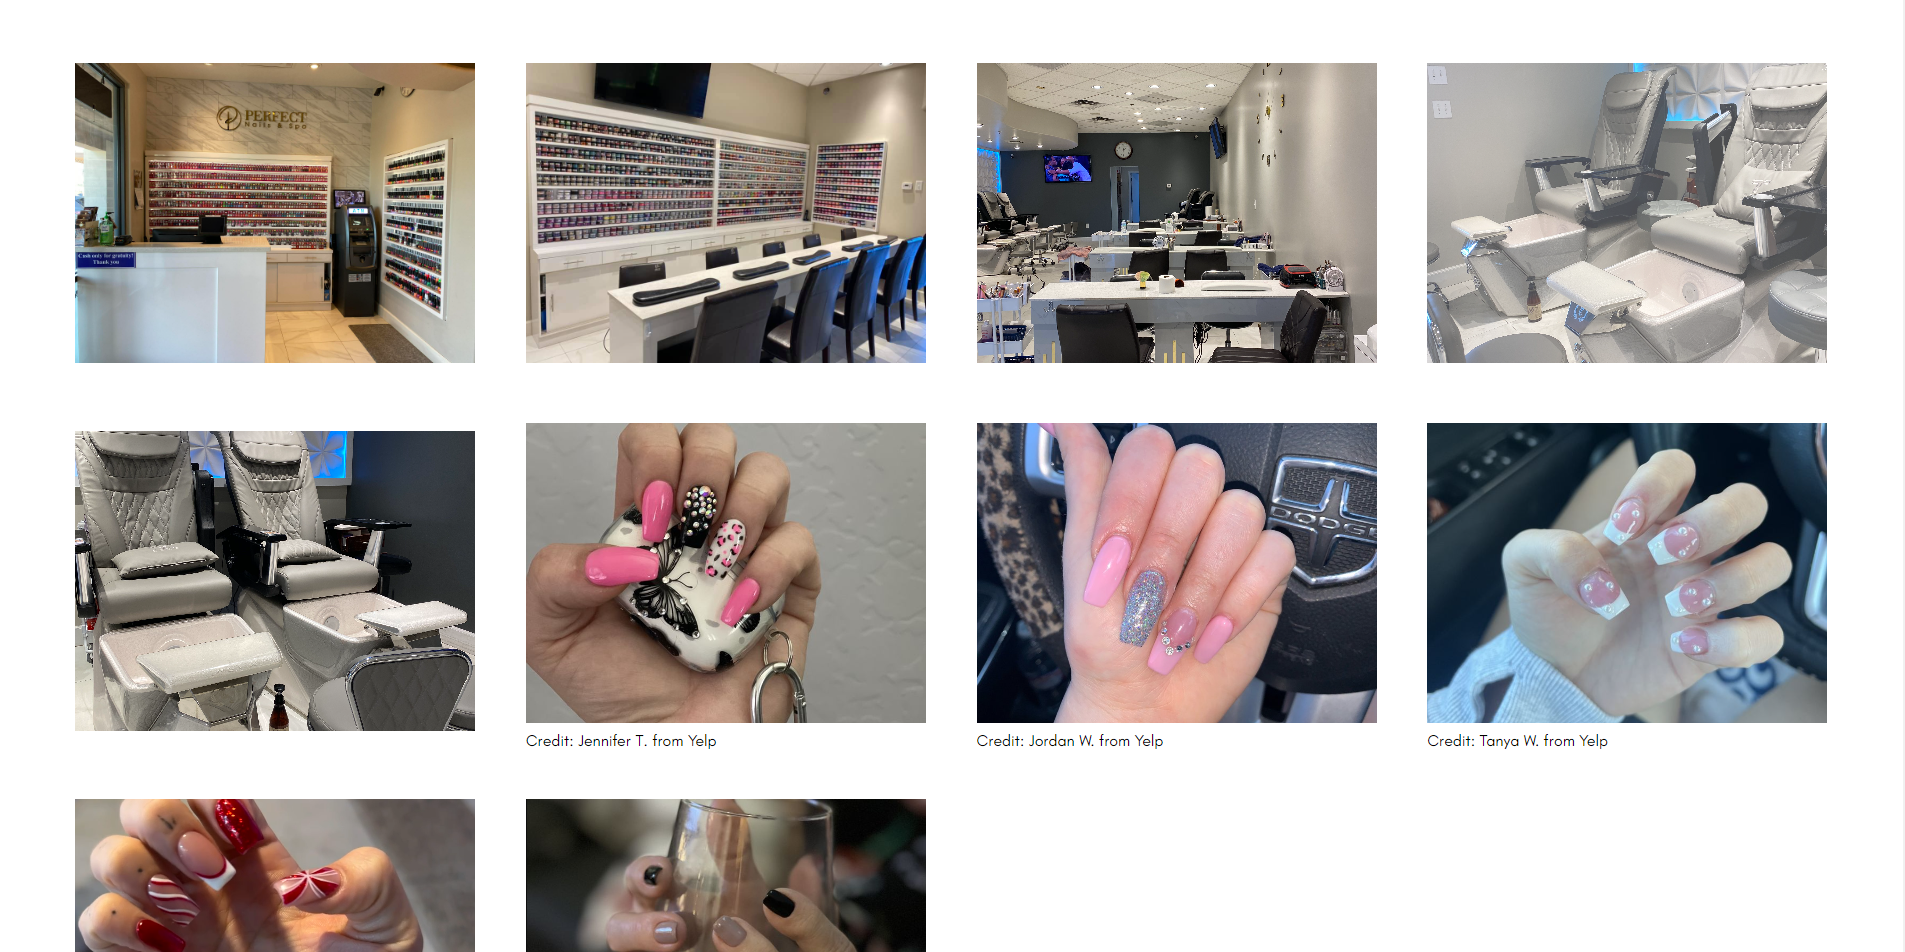 PERFECT
Nails & Spa
Cash only for gratuity!
Thank you
DODGE
Credit: Jennifer T. from Yelp
Credit: Jordan W. from Yelp
Credit: Tanya W. from Yelp